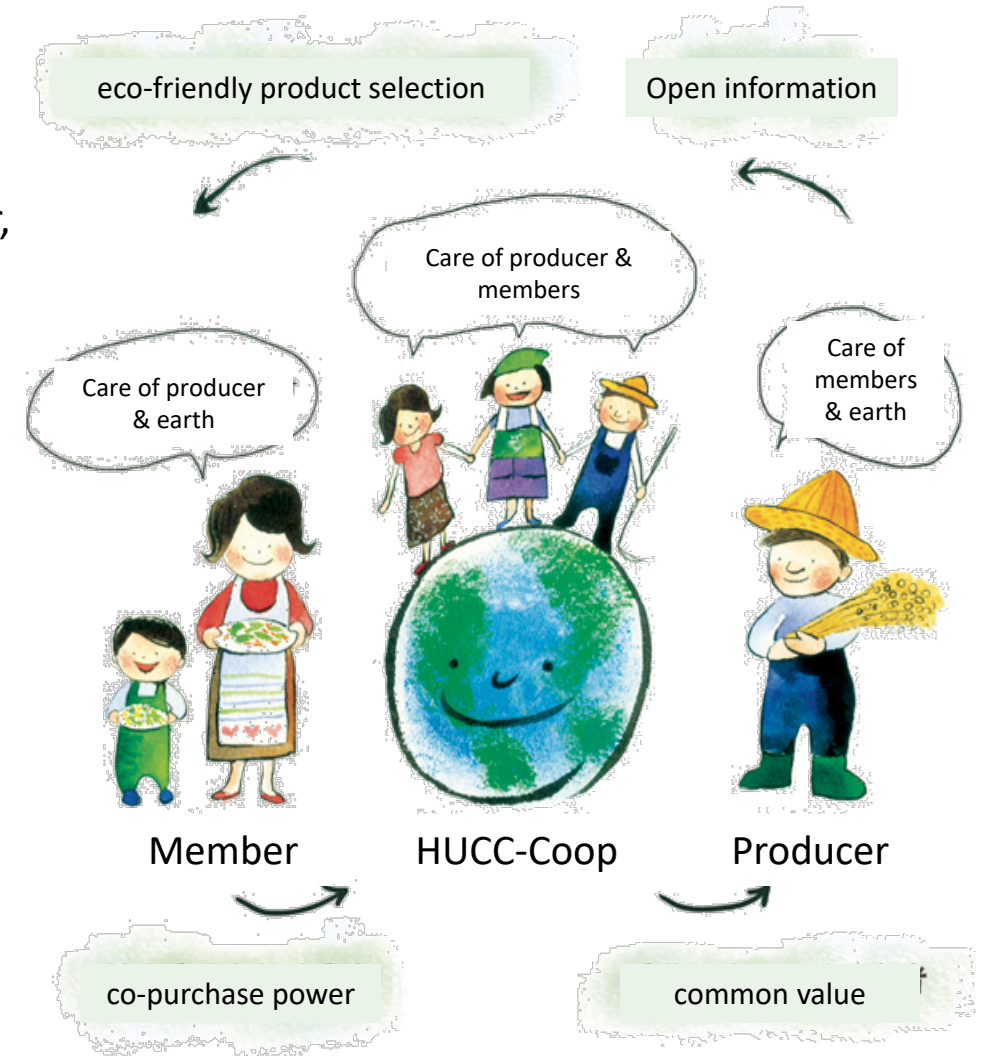 eco-friendly product selection
Open information
Care of producer &
members
Care of producer
& earth
Care of
members
& earth
Member
HUCC-Coop
Producer
co-purchase power
common value